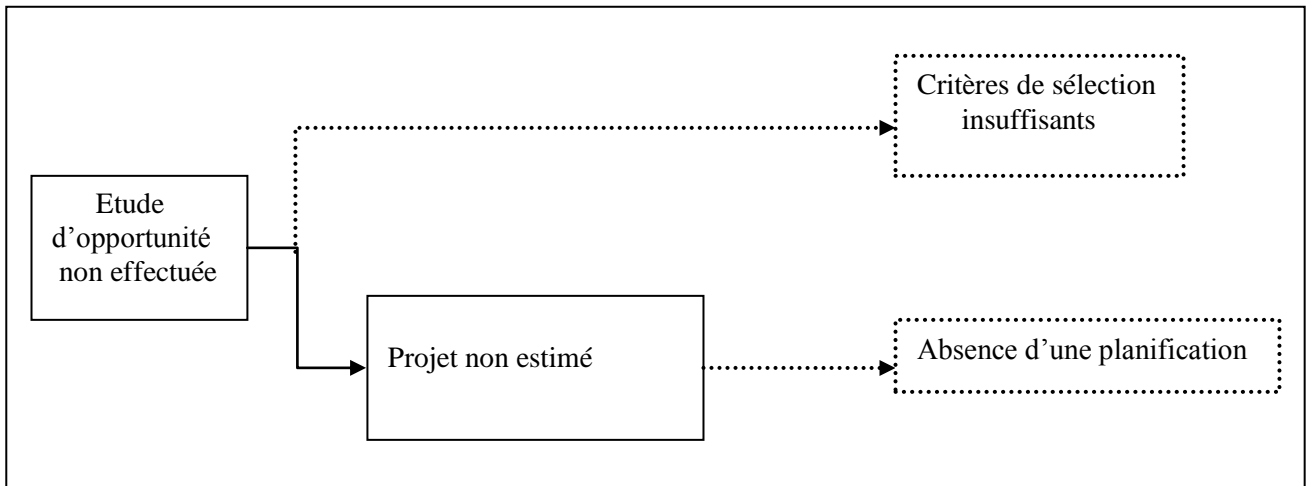 Critères de sélection
insuffisants
Etude
d’opportunité
non effectuée
Projet non estimé
Absence d’une planification